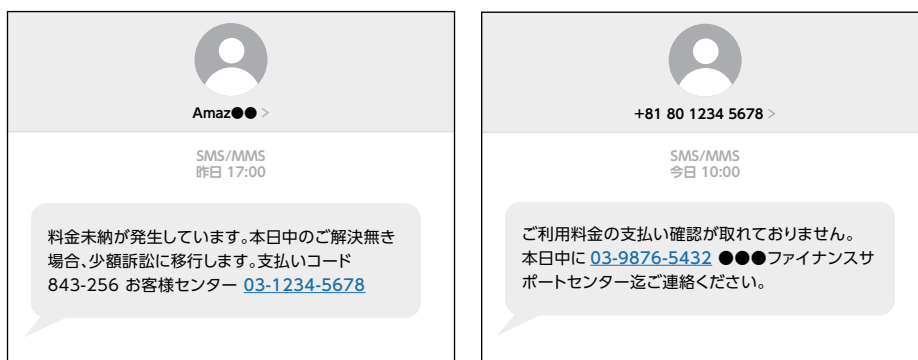 Amaz●● >
SMS/MMS
昨日 17:00
料金未納が発生しています。本日中のご解決無き
場合、少額訴訟に移行します。支払いコード
843-256 お客様センター 03-1234-5678
+81 80 1234 5678 >
SMS/MMS
今日 10:00
ご利用料金の支払い確認が取れておりません。
本日中に 03-9876-5432 ●●●ファイナンスサ
ポートセンター迄ご連絡ください。